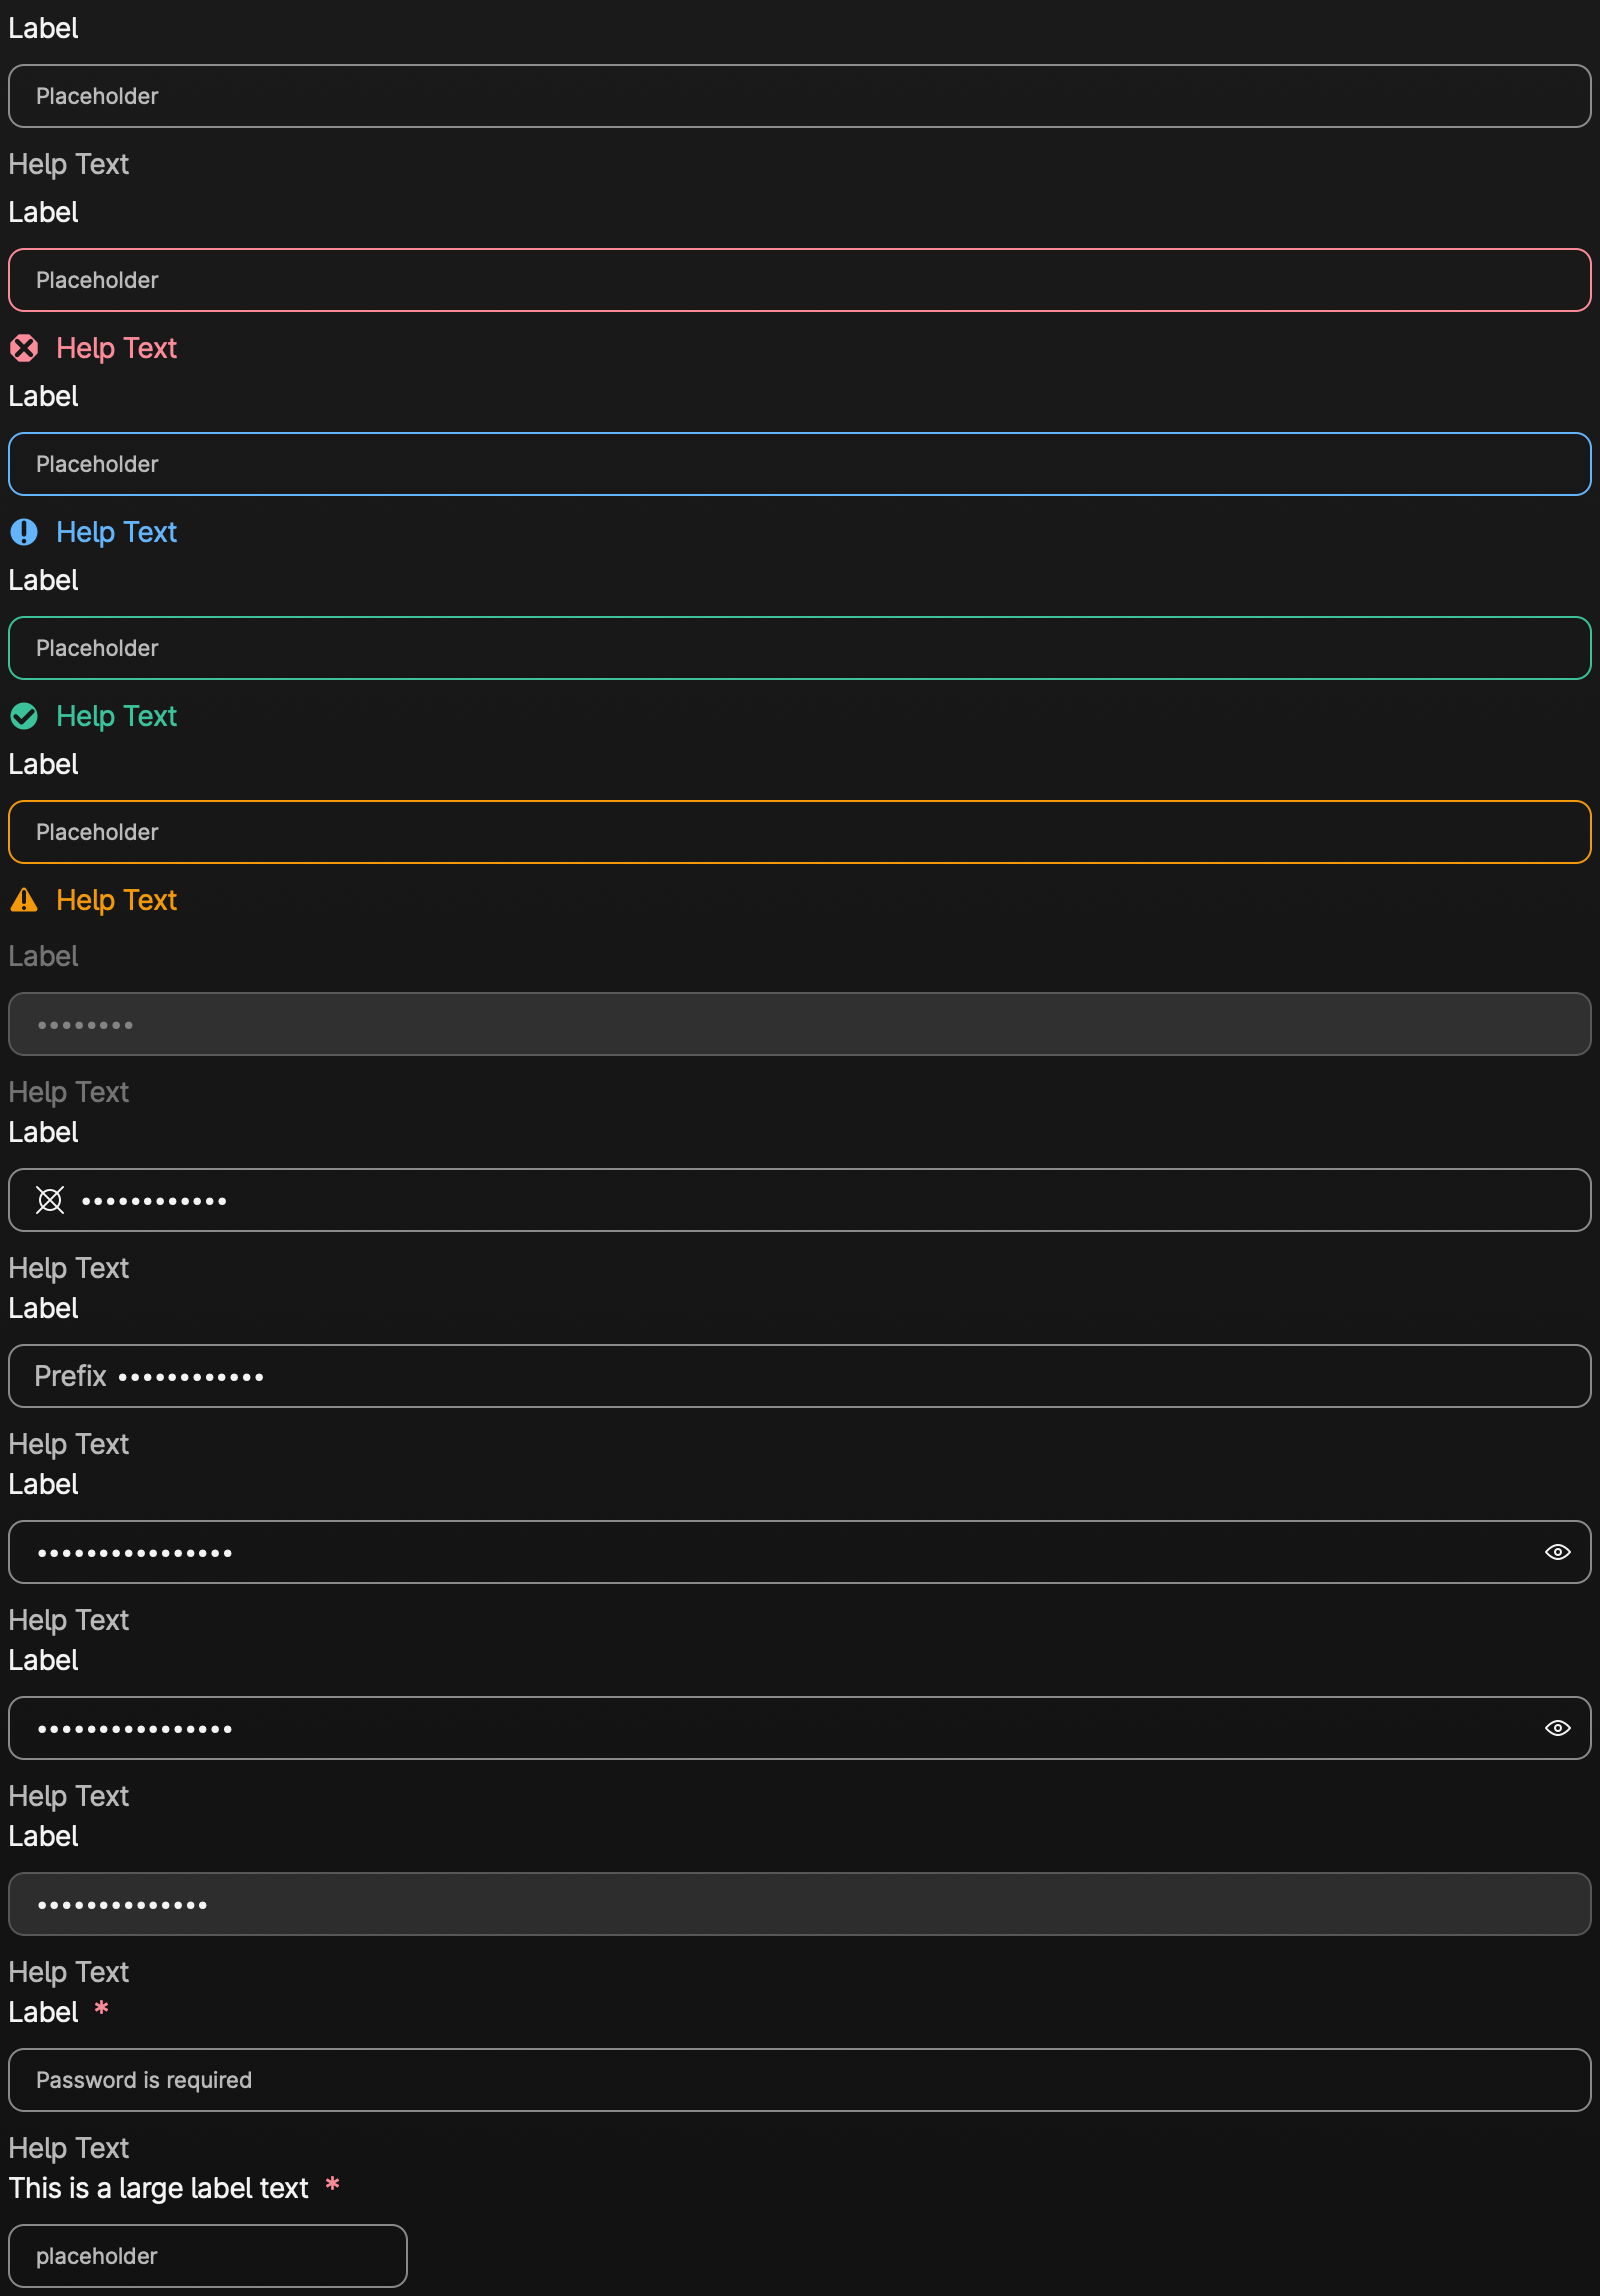 Label
Placeholder
Help Text
Label
Placeholder
Help Text
Label
Placeholder
Help Text
Label
Placeholder
Help Text
Label
Placeholder
Help Text
Label
••••••••
Help Text
Label
••••••••••••
Help Text
Label
Prefix ••••••••••••
Help Text
Label
••••••••••••••••
Help Text
Label
••••••••••••••••
Help Text
Label
••••••••••••••
Help Text
Label *
Password is required
Help Text
This is a large label text *
placeholder